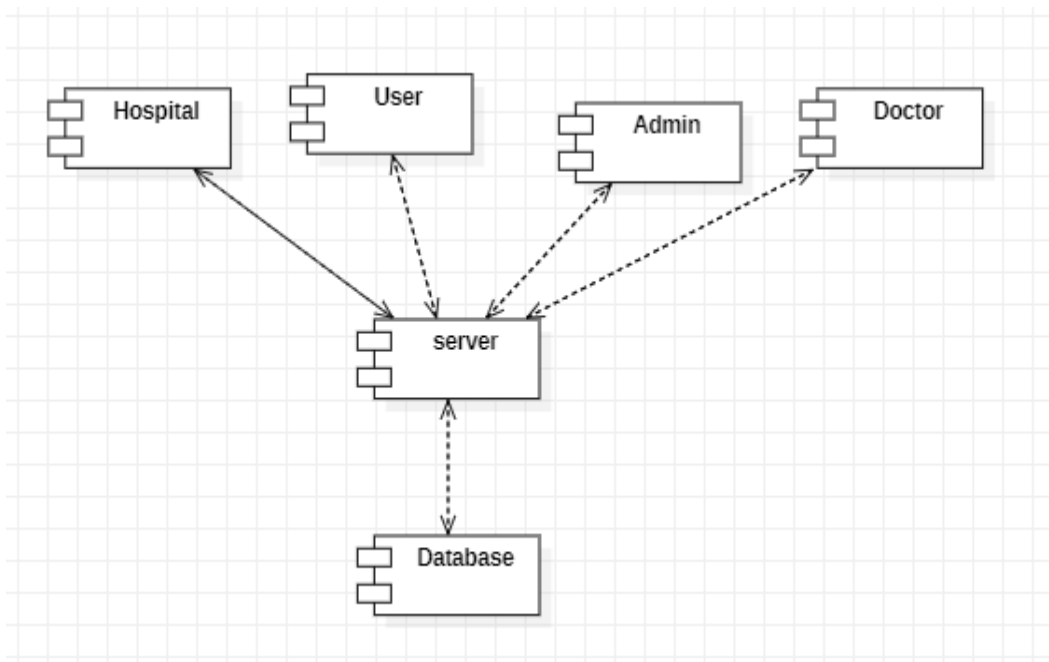 Hospital
User
Admin
Doctor
server
Database